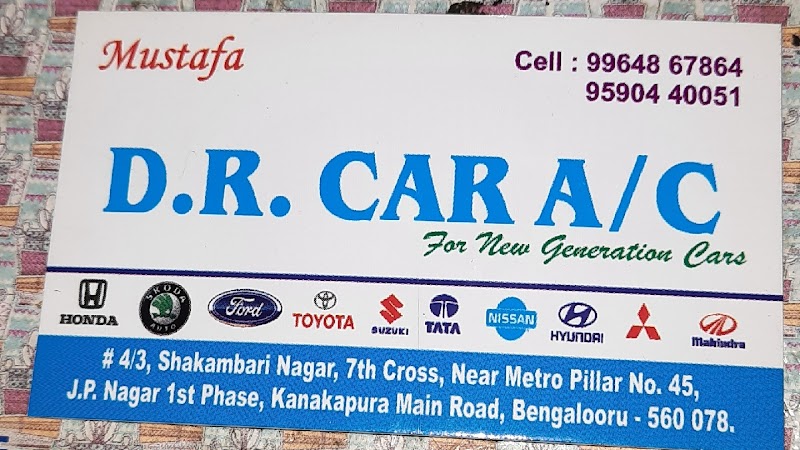 Mustafa
Cell : 99648 67864
95904 40051
D.R. CAR A/C
For New Generation Cars
HONDA
SKODA AUTO
Ford
TOYOTA
SUZUKI
TATA
NISSAN
HYUNDAI
Mahindra
# 4/3, Shakambari Nagar, 7th Cross, Near Metro Pillar No. 45,
J.P. Nagar 1st Phase, Kanakapura Main Road, Bengalooru - 560 078.